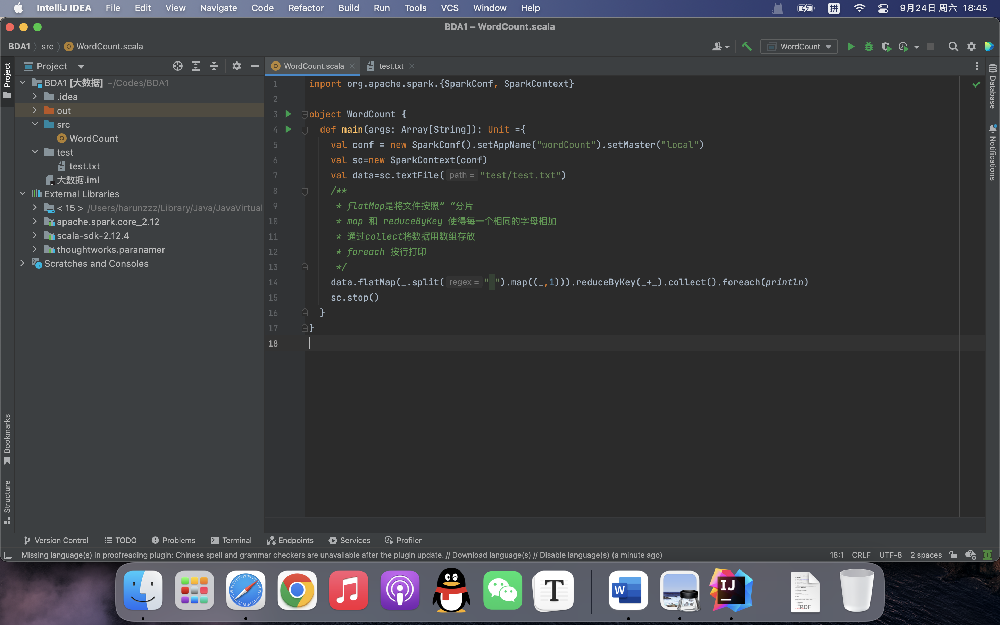 IntelliJ IDEA File Edit View Navigate Code Refactor Build Run Tools VCS Window Help 拼 9月24日 周六 18:45
BDA1 – WordCount.scala
BDA1 src WordCount.scala
WordCount
Project
Project
WordCount.scala
test.txt
BDA1 [大数据] ~/Codes/BDA1
.idea
out
src
WordCount
test
test.txt
大数据.iml
External Libraries
< 15 > /Users/harunzzz/Library/Java/JavaVirtual
apache.spark.core_2.12
scala-sdk-2.12.4
thoughtworks.paranamer
Scratches and Consoles
1 import org.apache.spark.{SparkConf, SparkContext}
2
3 object WordCount {
4 def main(args: Array[String]): Unit ={
5 val conf = new SparkConf().setAppName("wordCount").setMaster("local")
6 val sc=new SparkContext(conf)
7 val data=sc.textFile( path = "test/test.txt")
8 /**
9 * flatMap是将文件按照“ ”分片
10 * map 和 reduceByKey 使得每一个相同的字母相加
11 * 通过collect将数据用数组存放
12 * foreach 按行打印
13 */
14 data.flatMap(_.split( regex = " ").map((_,1))).reduceByKey(_+_).collect().foreach(println)
15 sc.stop()
16 }
17 }
18
Database
Notifications
Bookmarks
Structure
Version Control TODO Problems Terminal Endpoints Services Profiler
Missing language(s) in proofreading plugin: Chinese spell and grammar checkers are unavailable after the plugin update. // Download language(s) // Disable language(s) (a minute ago) 18:1 CRLF UTF-8 2 spaces [T]
T
W
IJ
PDF